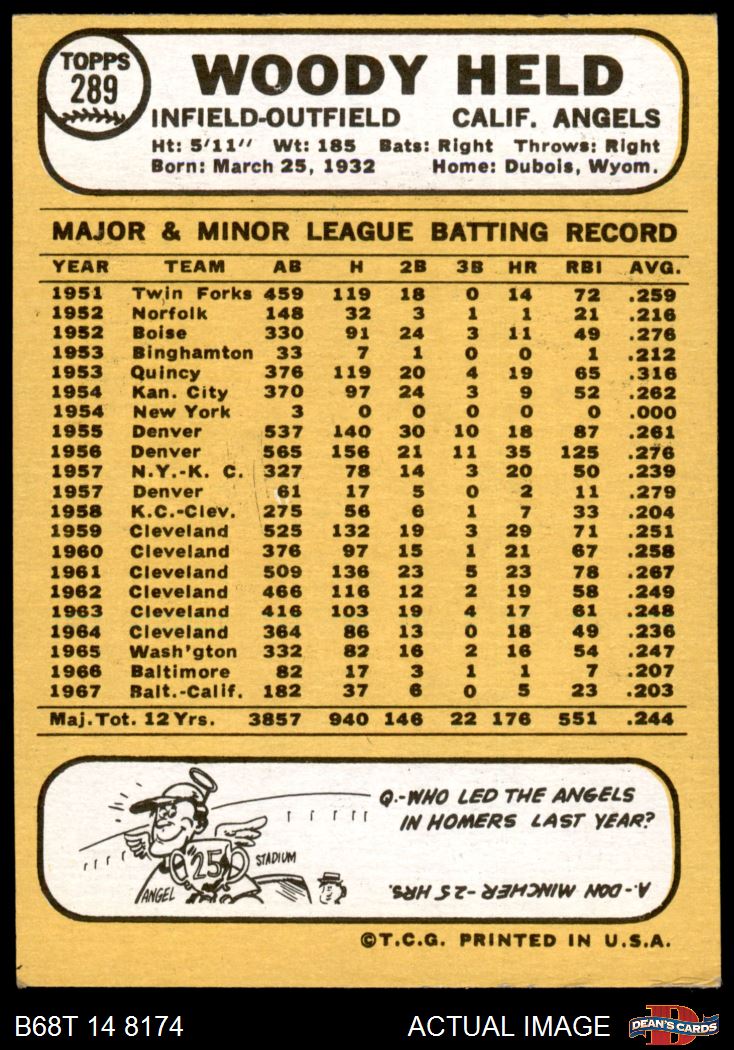 TOPPS
289
WOODY HELD
INFIELD-OUTFIELD CALIF. ANGELS
Ht: 5'11" Wt: 185 Bats: Right Throws: Right
Born: March 25, 1932 Home: Dubois, Wyom.
MAJOR & MINOR LEAGUE BATTING RECORD
YEAR TEAM AB H 2B 3B HR RBI AVG.
1951 Twin Forks 459 119 18 0 14 72 .259
1952 Norfolk 148 32 3 1 1 21 .216
1952 Boise 330 91 24 3 11 49 .276
1953 Binghamton 33 7 1 0 0 1 .212
1953 Quincy 376 119 20 4 19 65 .316
1954 Kan. City 370 97 24 3 9 52 .262
1954 New York 3 0 0 0 0 0 .000
1955 Denver 537 140 30 10 18 87 .261
1956 Denver 565 156 21 11 35 125 .276
1957 N.Y.-K. C. 327 78 14 3 20 50 .239
1957 Denver 61 17 5 0 2 11 .279
1958 K.C.-Clev. 275 56 6 1 7 33 .204
1959 Cleveland 525 132 19 3 29 71 .251
1960 Cleveland 376 97 15 1 21 67 .258
1961 Cleveland 509 136 23 5 23 78 .267
1962 Cleveland 466 116 12 2 19 58 .249
1963 Cleveland 416 103 19 4 17 61 .248
1964 Cleveland 364 86 13 0 18 49 .236
1965 Wash'gton 332 82 16 2 16 54 .247
1966 Baltimore 82 17 3 1 1 7 .207
1967 Balt.-Calif. 182 37 6 0 5 23 .203
Maj. Tot. 12 Yrs. 3857 940 146 22 176 551 .244
Q.-WHO LED THE ANGELS
IN HOMERS LAST YEAR?
25
ANGEL STADIUM
A.-DON MINCHER-25 HRS.
©T.C.G. PRINTED IN U.S.A.
B68T 14 8174 ACTUAL IMAGE
D
DEAN'S CARDS